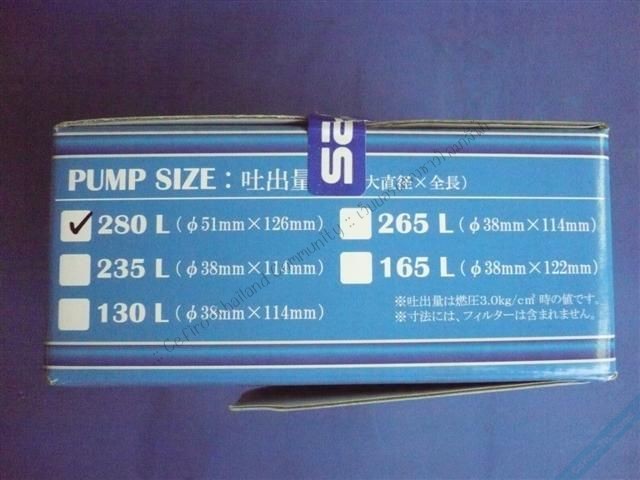 PUMP SIZE：吐出量 大直径×全長）
✓ 280 L（φ51mm×126mm） 265 L（φ38mm×114mm）
235 L（φ38mm×114mm） 165 L（φ38mm×122mm）
130 L（φ38mm×114mm）
※吐出量は燃圧3.0kg/c㎡時の値です。
※寸法には、フィルターは含まれません。